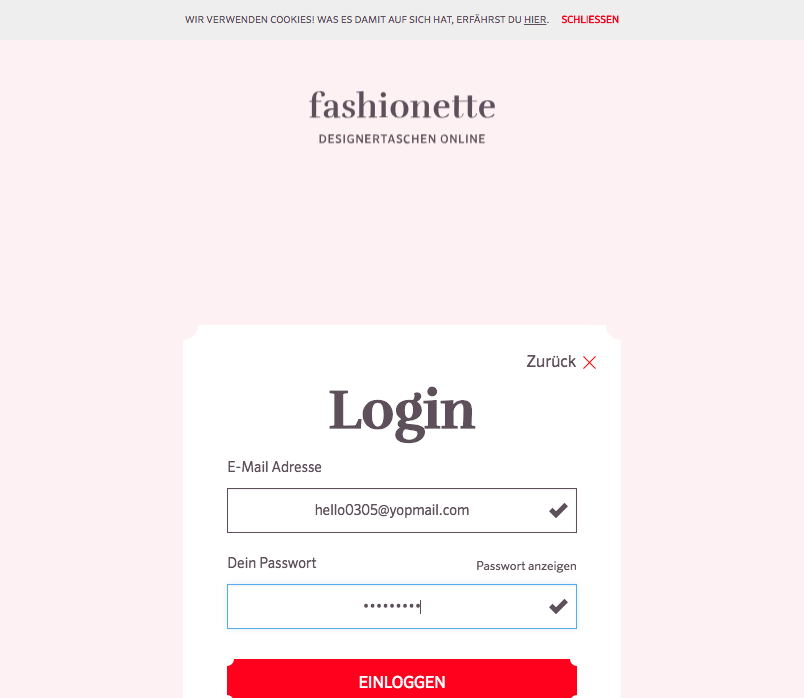 WIR VERWENDEN COOKIES! WAS ES DAMIT AUF SICH HAT, ERFÄHRST DU HIER. SCHLIESSEN
fashionette
DESIGNERTASCHEN ONLINE
Zurück
Login
E-Mail Adresse
hello0305@yopmail.com
Dein Passwort Passwort anzeigen
•••••••••
EINLOGGEN